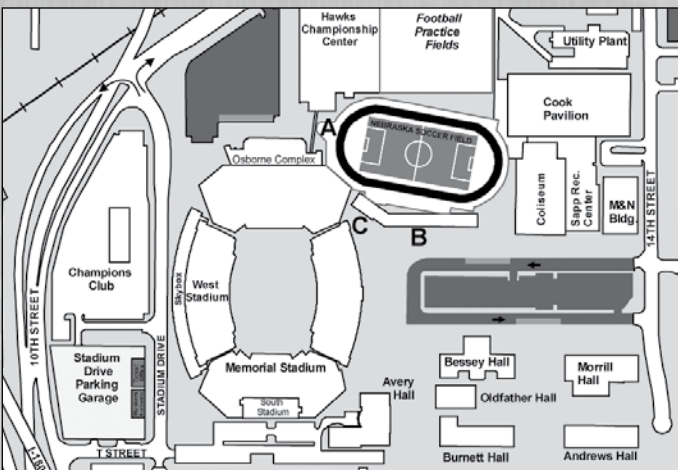 Hawks
Championship
Center
Football
Practice
Fields
Utility Plant
Cook
Pavilion
A
NEBRASKA SOCCER FIELD
Osborne Complex
Coliseum
Sapp Rec.
Center
M&N
Bldg.
14TH STREET
C
B
Champions
Club
Skybox
West
Stadium
10TH STREET
STADIUM DRIVE
Stadium
Drive
Parking
Garage
Memorial Stadium
South
Stadium
Avery
Hall
Bessey Hall
Morrill
Hall
Oldfather Hall
Burnett Hall
Andrews Hall
T STREET
I-180